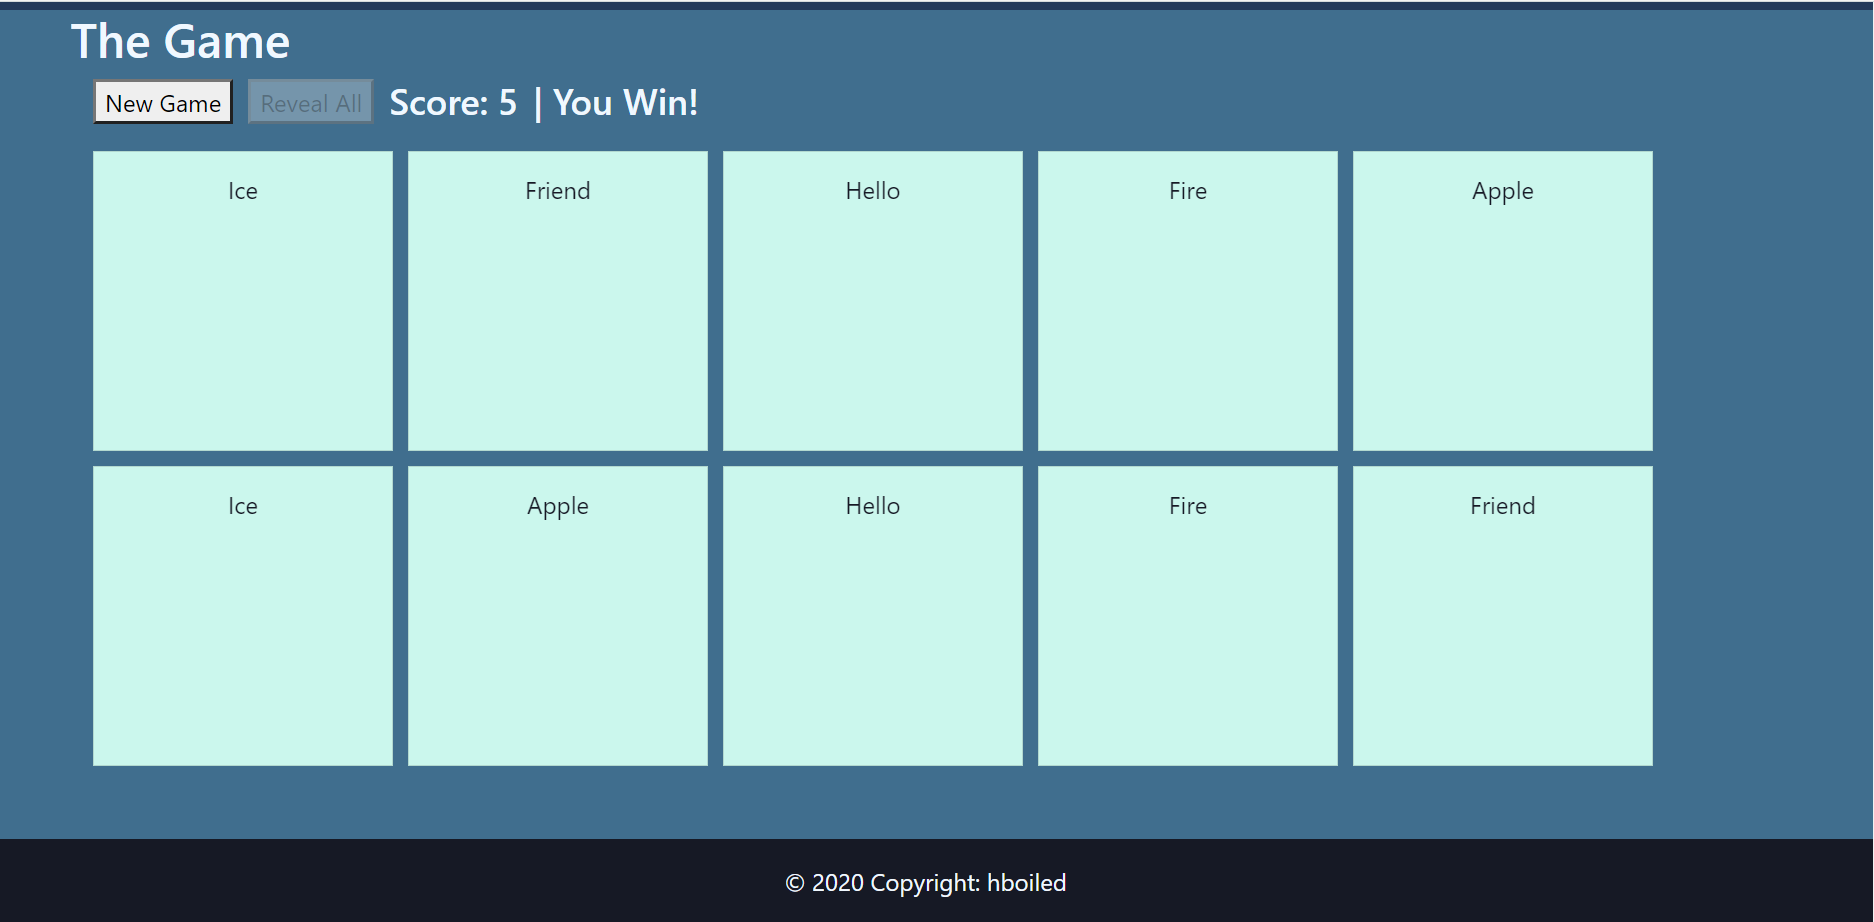 The Game
New Game Reveal All Score: 5 | You Win!
Ice Friend Hello Fire Apple
Ice Apple Hello Fire Friend
© 2020 Copyright: hboiled